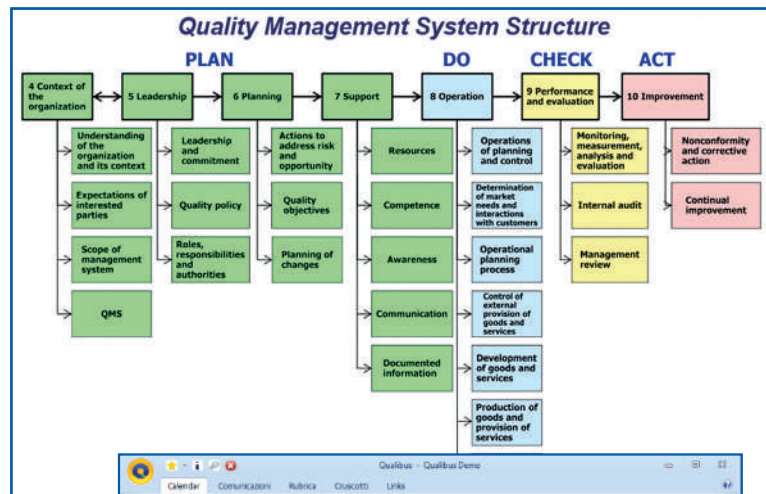 Quality Management System Structure
PLAN
DO
CHECK
ACT
4 Context of
the
organization
5 Leadership
6 Planning
7 Support
8 Operation
9 Performance
and evaluation
10 Improvement
Understanding
of the
organization
and its context
Expectations of
interested
parties
Scope of
management
system
QMS
Leadership
and
commitment
Quality policy
Roles,
responsibilities
and
authorities
Actions to
address risk
and
opportunity
Quality
objectives
Planning of
changes
Resources
Competence
Awareness
Communication
Documented
information
Operations
of planning
and control
Determination
of market
needs and
interactions
with customers
Operational
planning
process
Control of
external
provision of
goods and
services
Development
of goods and
services
Production of
goods and
provision of
services
Monitoring,
measurement,
analysis and
evaluation
Internal audit
Management
review
Nonconformity
and corrective
action
Continual
improvement
Qualibus - Qualibus Demo
Calendar Comunicazioni Rubrica Cruscotti Links